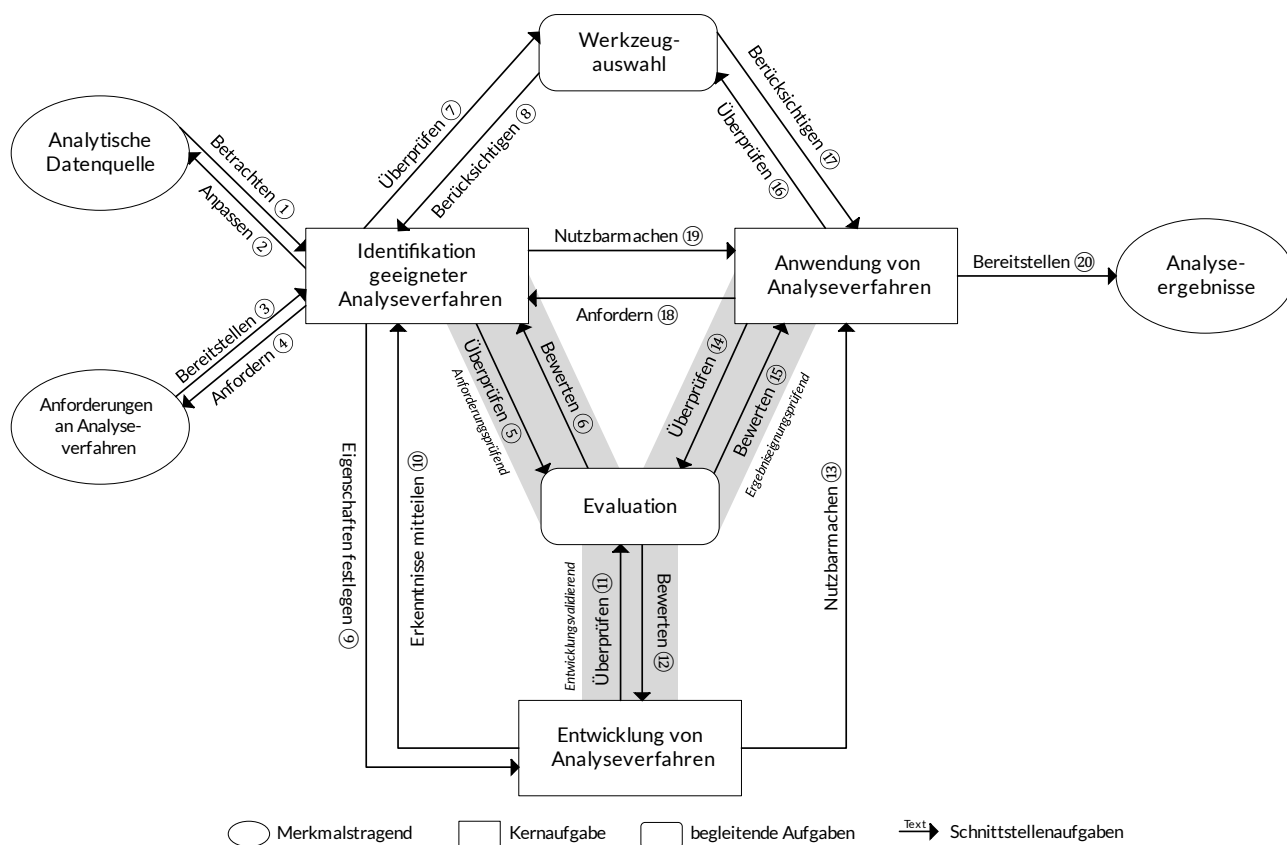 Werkzeug-
auswahl
Überprüfen ⑦
Berücksichtigen ⑧
Berücksichtigen ⑰
Überprüfen ⑯
Analytische
Datenquelle
Betrachten ①
Anpassen ②
Identifikation
geeigneter
Analyseverfahren
Nutzbarmachen ⑲
Anfordern ⑱
Anwendung von
Analyseverfahren
Bereitstellen ⑳
Analyse-
ergebnisse
Bereitstellen ③
Anfordern ④
Anforderungen
an Analyse-
verfahren
Anforderungsprüfend
Überprüfen ⑤
Bewerten ⑥
Überprüfen ⑭
Bewerten ⑮
Ergebniseignungsprüfend
Evaluation
Eigenschaften festlegen ⑨
Erkenntnisse mitteilen ⑩
Entwicklungsvalidierend
Überprüfen ⑪
Bewerten ⑫
Nutzbarmachen ⑬
Entwicklung von
Analyseverfahren
Merkmalstragend
Kernaufgabe
begleitende Aufgaben
Text
Schnittstellenaufgaben